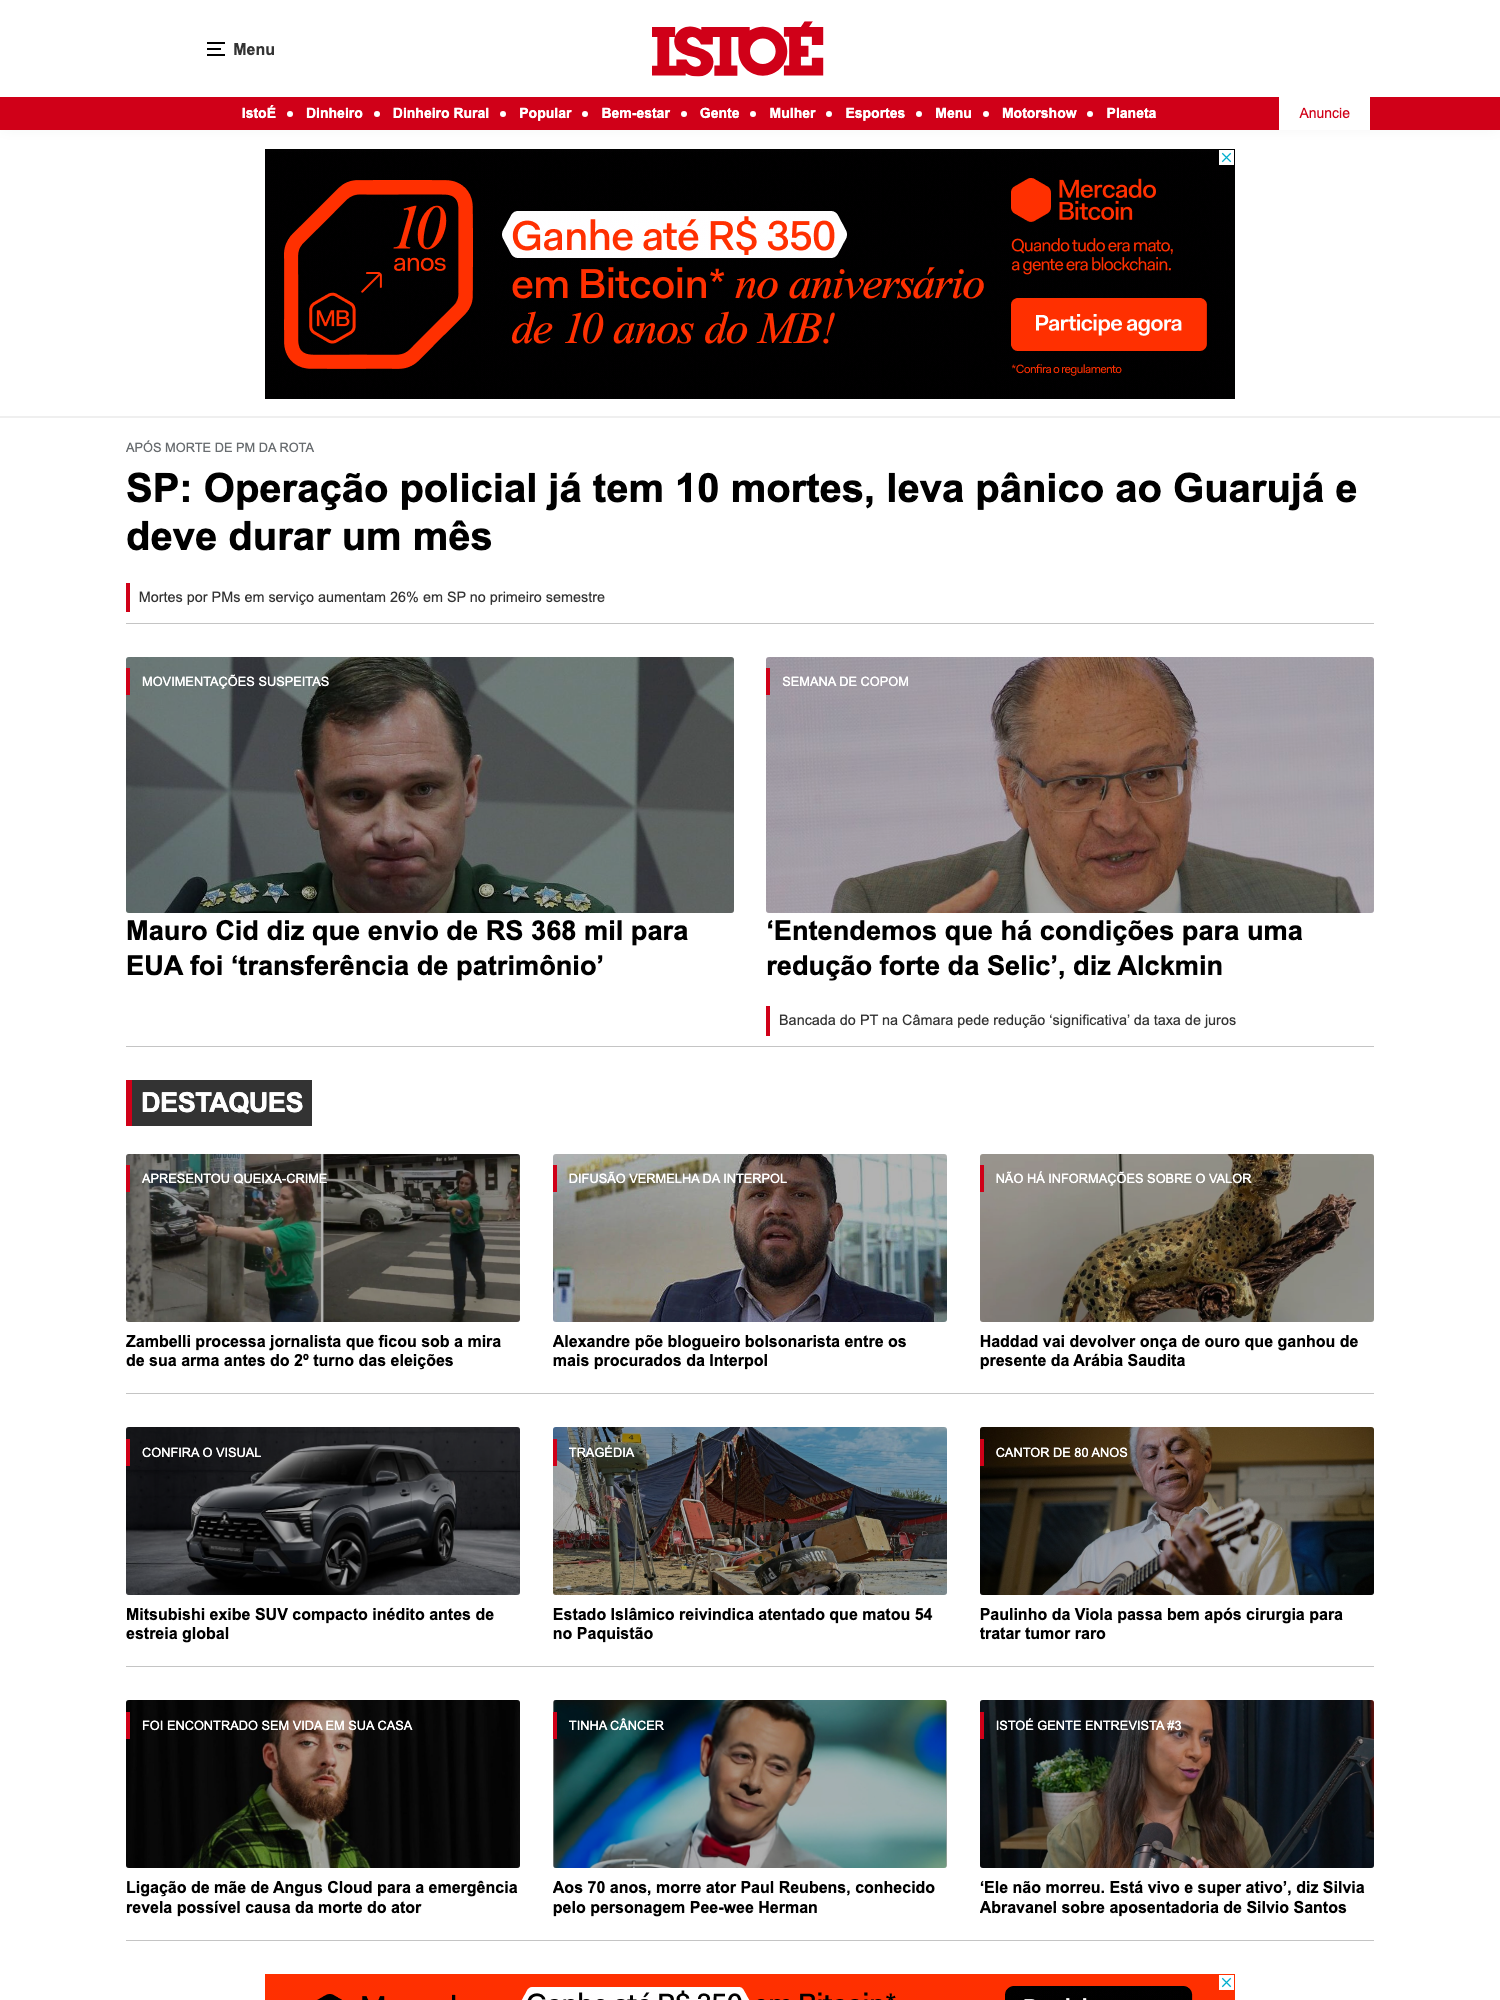 Menu
ISTOÉ
IstoÉ • Dinheiro • Dinheiro Rural • Popular • Bem-estar • Gente • Mulher • Esportes • Menu • Motorshow • Planeta
Anuncie
10
anos
MB
Ganhe até R$ 350
em Bitcoin* no aniversário
de 10 anos do MB!
Mercado
Bitcoin
Quando tudo era mato,
a gente era blockchain.
Participe agora
*Confira o regulamento
APÓS MORTE DE PM DA ROTA
SP: Operação policial já tem 10 mortes, leva pânico ao Guarujá e
deve durar um mês
Mortes por PMs em serviço aumentam 26% em SP no primeiro semestre
MOVIMENTAÇÕES SUSPEITAS
Mauro Cid diz que envio de RS 368 mil para
EUA foi ‘transferência de patrimônio’
SEMANA DE COPOM
‘Entendemos que há condições para uma
redução forte da Selic’, diz Alckmin
Bancada do PT na Câmara pede redução ‘significativa’ da taxa de juros
DESTAQUES
APRESENTOU QUEIXA-CRIME
Zambelli processa jornalista que ficou sob a mira
de sua arma antes do 2º turno das eleições
DIFUSÃO VERMELHA DA INTERPOL
Alexandre põe blogueiro bolsonarista entre os
mais procurados da Interpol
NÃO HÁ INFORMAÇÕES SOBRE O VALOR
Haddad vai devolver onça de ouro que ganhou de
presente da Arábia Saudita
CONFIRA O VISUAL
Mitsubishi exibe SUV compacto inédito antes de
estreia global
TRAGÉDIA
Estado Islâmico reivindica atentado que matou 54
no Paquistão
CANTOR DE 80 ANOS
Paulinho da Viola passa bem após cirurgia para
tratar tumor raro
FOI ENCONTRADO SEM VIDA EM SUA CASA
Ligação de mãe de Angus Cloud para a emergência
revela possível causa da morte do ator
TINHA CÂNCER
Aos 70 anos, morre ator Paul Reubens, conhecido
pelo personagem Pee-wee Herman
ISTOÉ GENTE ENTREVISTA #3
‘Ele não morreu. Está vivo e super ativo’, diz Silvia
Abravanel sobre aposentadoria de Silvio Santos
Mercado
Ganhe até R$ 350 em Bitcoin*